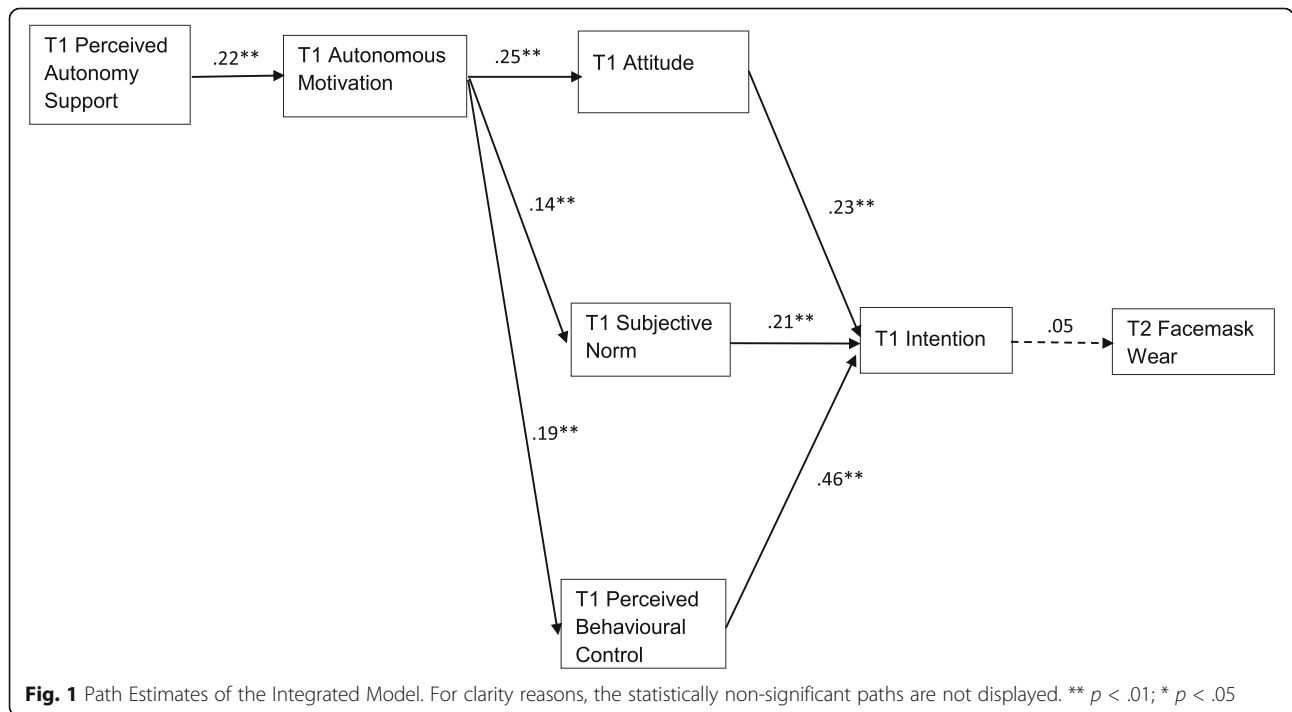 T1 Perceived
Autonomy
Support
.22**
T1 Autonomous
Motivation
.25**
T1 Attitude
.14**
.23**
T1 Subjective
Norm
.21**
T1 Intention
.05
T2 Facemask
Wear
.19**
.46**
T1 Perceived
Behavioural
Control
Fig. 1 Path Estimates of the Integrated Model. For clarity reasons, the statistically non-significant paths are not displayed. ** p < .01; * p < .05